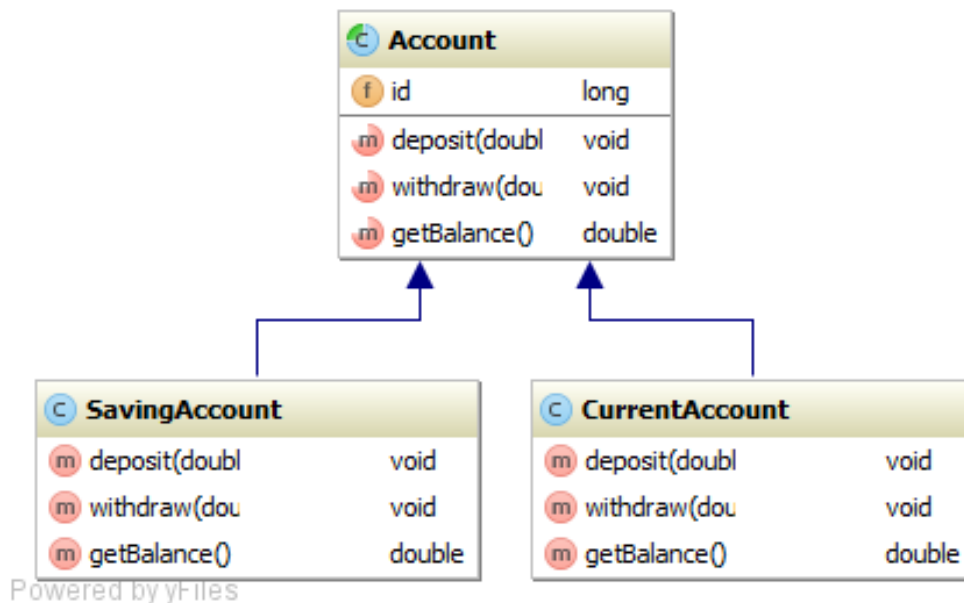 C Account
f id long
m deposit(doubl void
m withdraw(dou void
m getBalance() double
C SavingAccount
m deposit(doubl void
m withdraw(dou void
m getBalance() double
C CurrentAccount
m deposit(doubl void
m withdraw(dou void
m getBalance() double
Powered by yFiles